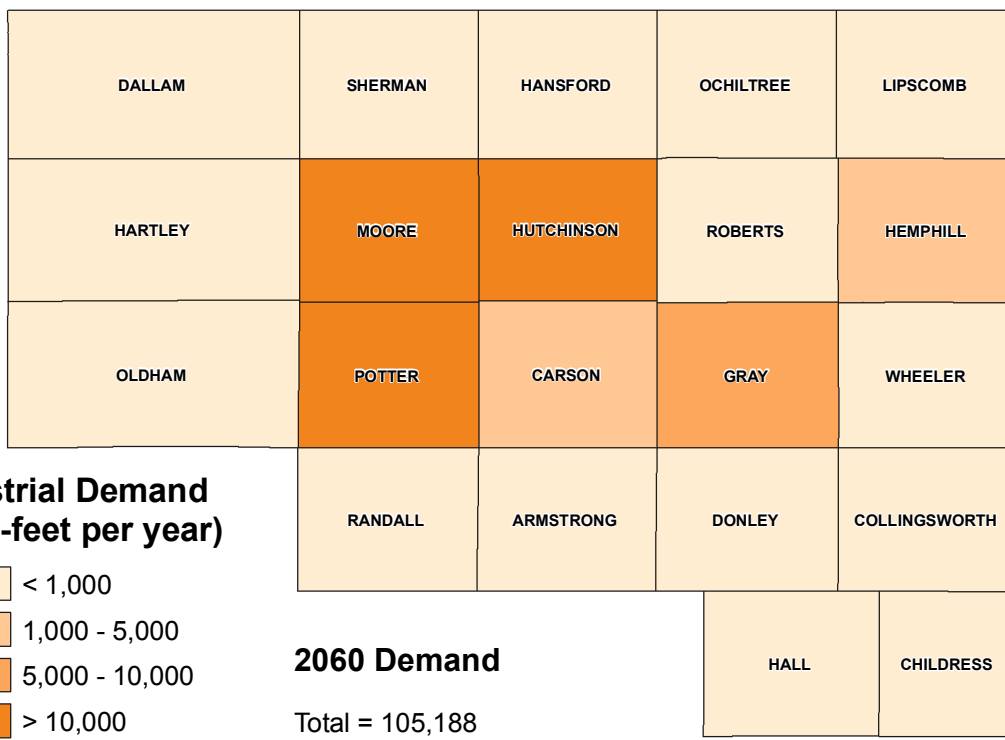 DALLAM
SHERMAN
HANSFORD
OCHILTREE
LIPSCOMB
HARTLEY
MOORE
HUTCHINSON
ROBERTS
HEMPHILL
OLDHAM
POTTER
CARSON
GRAY
WHEELER
RANDALL
ARMSTRONG
DONLEY
COLLINGSWORTH
HALL
CHILDRESS
strial Demand
-feet per year)
< 1,000
1,000 - 5,000
5,000 - 10,000
> 10,000
2060 Demand
Total = 105,188